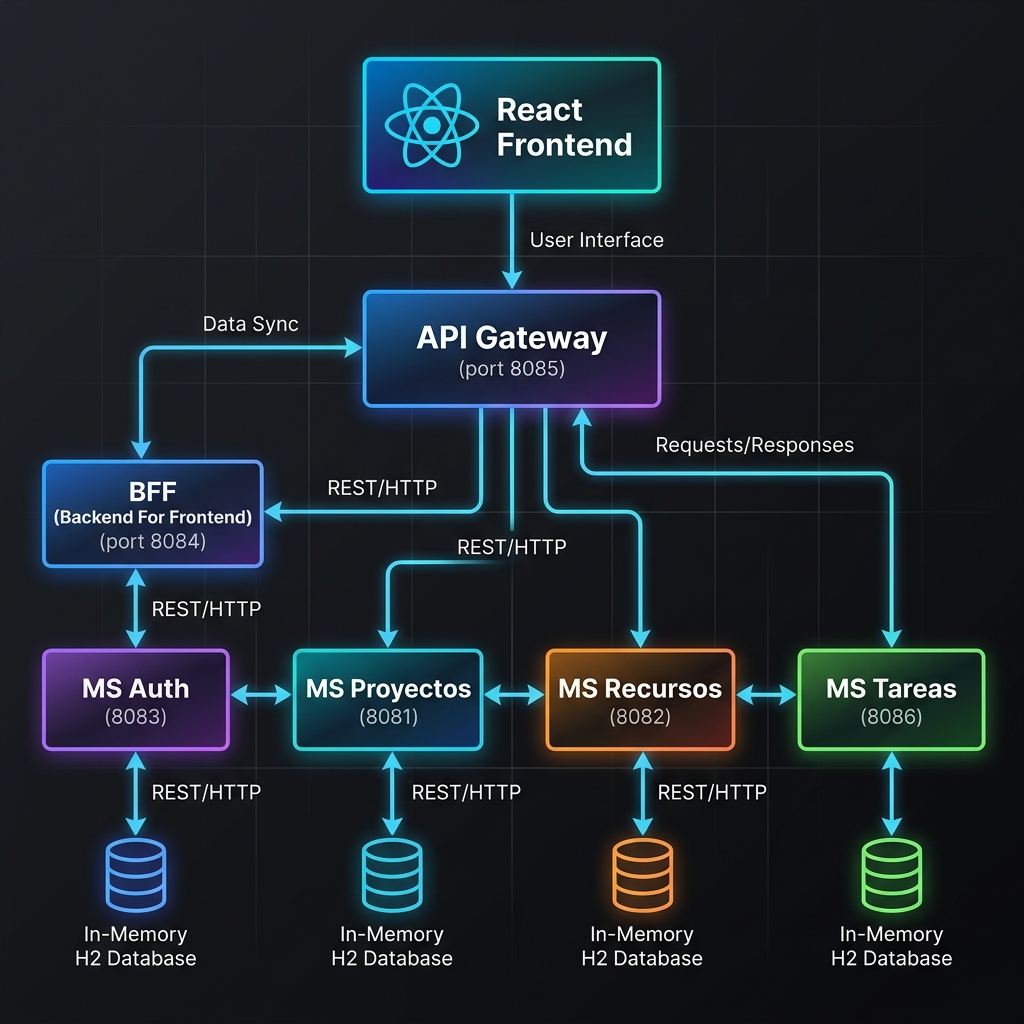 React
Frontend
User Interface
Data Sync
API Gateway
(port 8085)
Requests/Responses
BFF
(Backend For Frontend)
(port 8084)
REST/HTTP
REST/HTTP
REST/HTTP
MS Auth
(8083)
MS Proyectos
(8081)
MS Recursos
(8082)
MS Tareas
(8086)
REST/HTTP
REST/HTTP
REST/HTTP
In-Memory
H2 Database
In-Memory
H2 Database
In-Memory
H2 Database
In-Memory
H2 Database